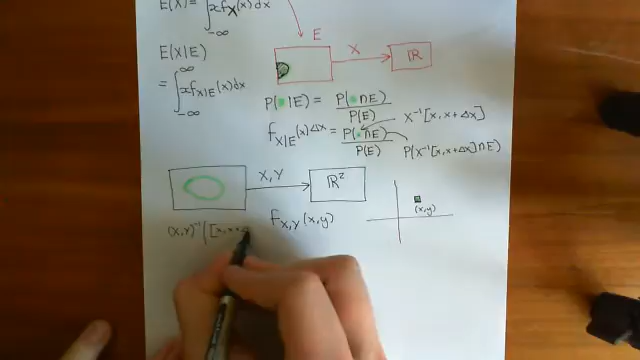 E(X) = ∫_{-∞} x f_X(x) dx
E
X
ℝ
E(X|E)
= ∫_{-∞}^{∞} x f_{X|E}(x) dx
P( |E) = P( ∩E) / P(E)
X⁻¹[x, x+Δx]
f_{X|E}(x) Δx = P( ∩E) / P(E)
P(X⁻¹[x, x+Δx] ∩ E)
X, Y
ℝ²
f_{X,Y}(x,y)
(x,y)
(X,Y)⁻¹([x, x+